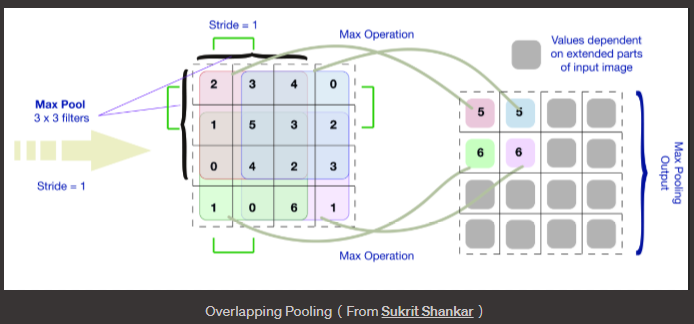 Stride = 1
Max Operation
Values dependent
on extended parts
of input image
Max Pool
3 x 3 filters
2 3 4 0
1 5 3 2
0 4 2 3
1 0 6 1
Stride = 1
5 5
6 6
Max Pooling
Output
Max Operation
Overlapping Pooling ( From Sukrit Shankar )